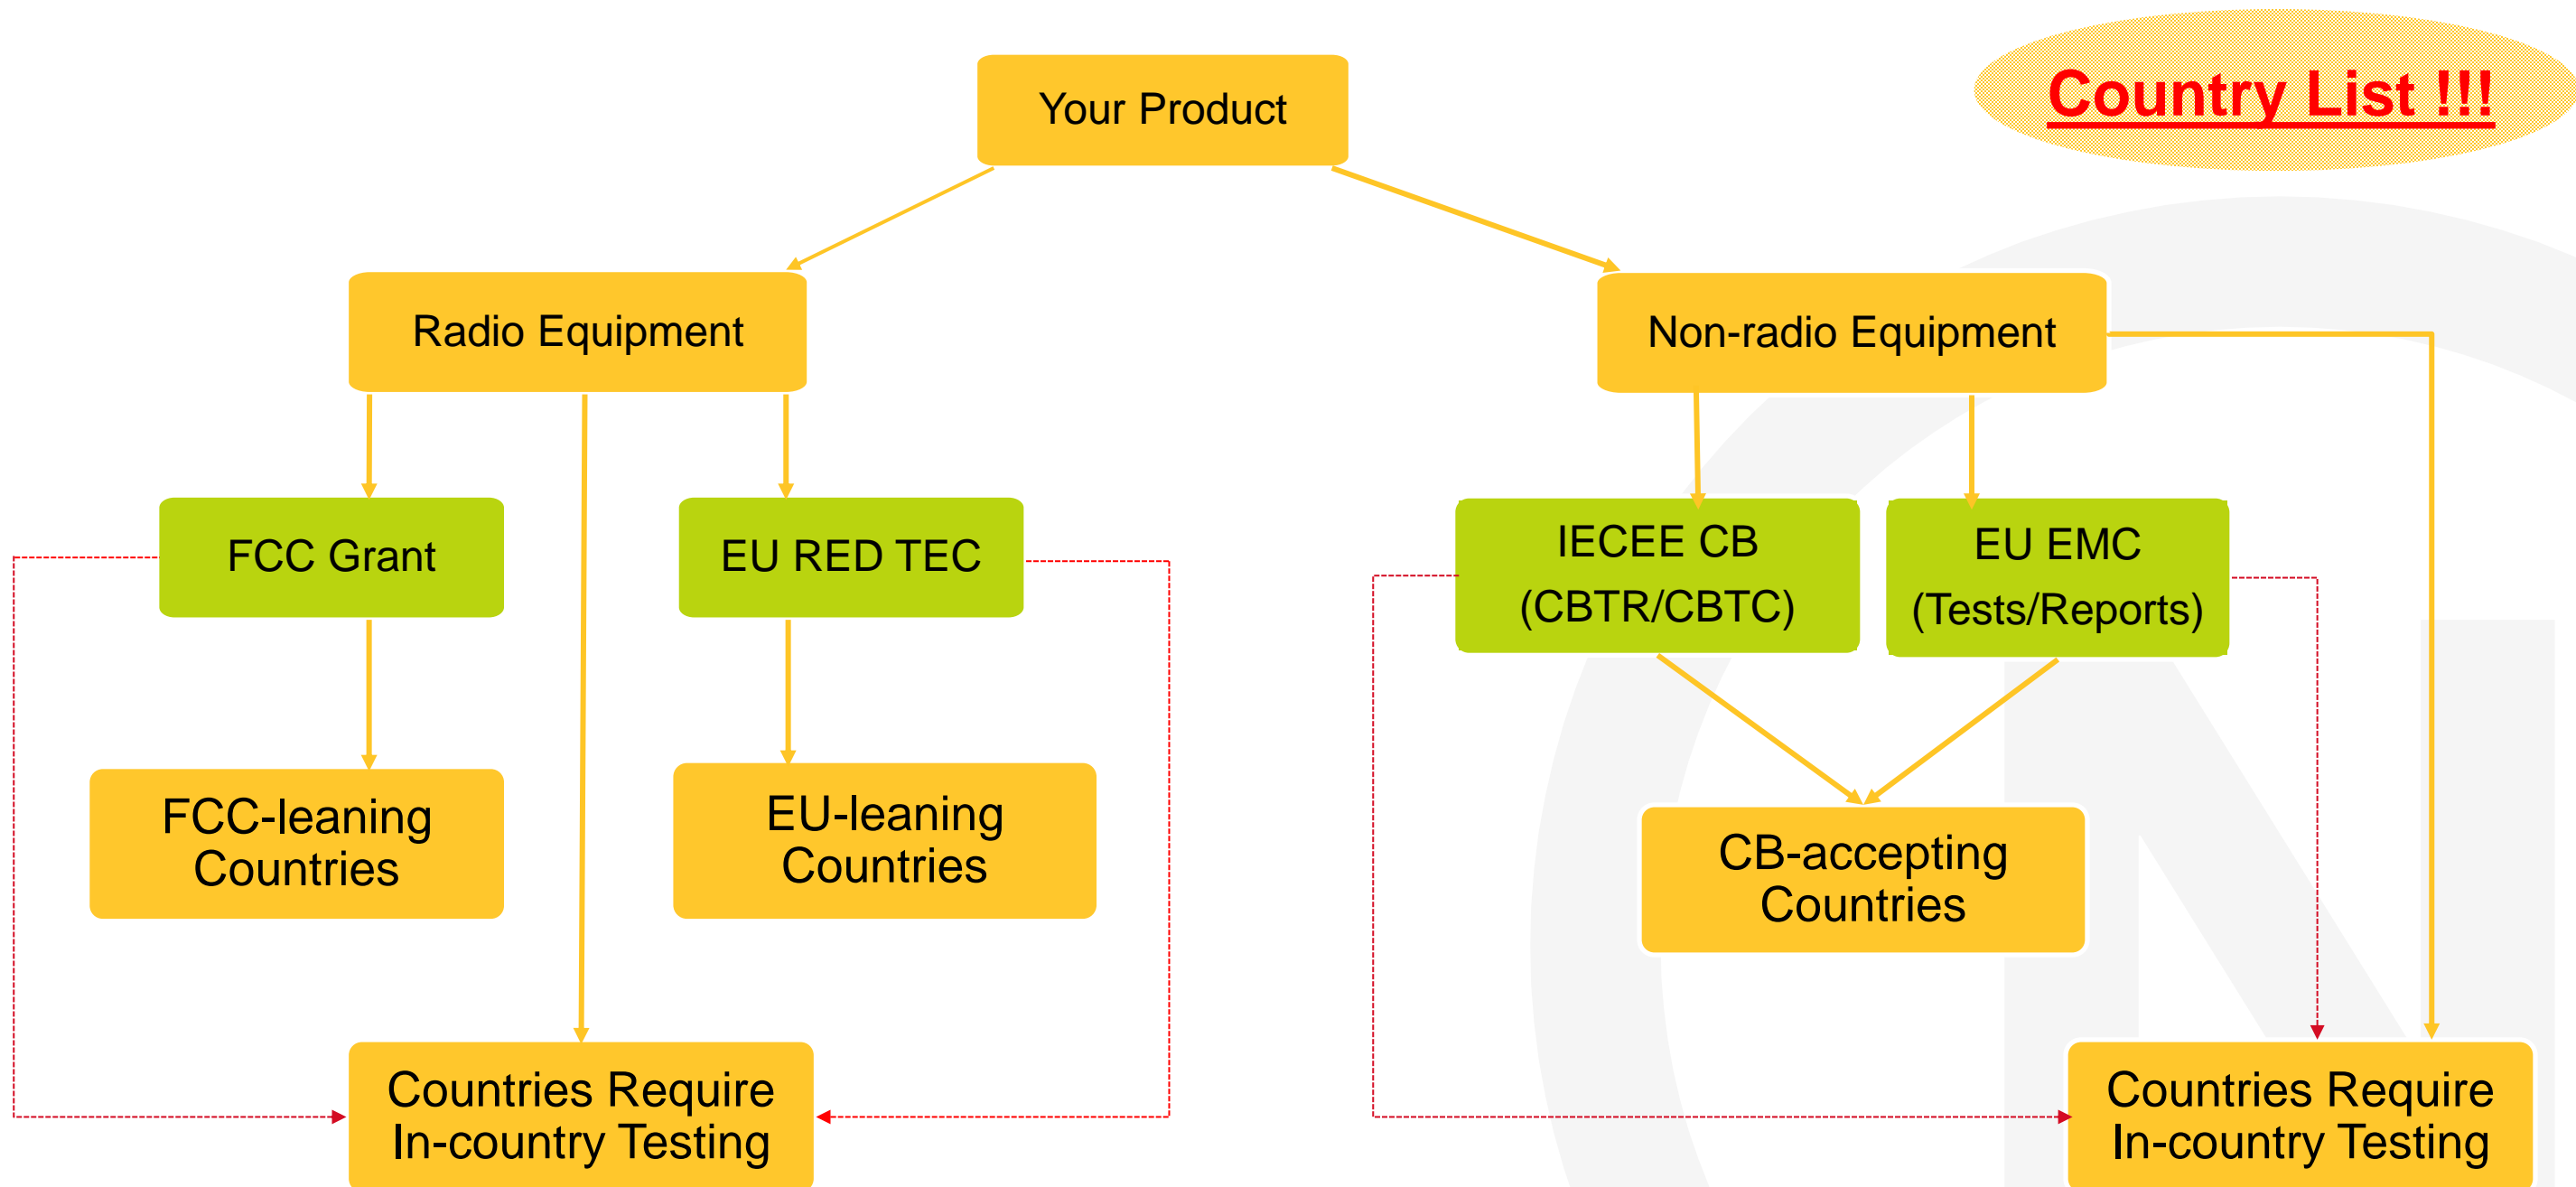 Country List !!!
Your Product
Radio Equipment
Non-radio Equipment
FCC Grant
EU RED TEC
IECEE CB
(CBTR/CBTC)
EU EMC
(Tests/Reports)
FCC-leaning
Countries
EU-leaning
Countries
CB-accepting
Countries
Countries Require
In-country Testing
Countries Require
In-country Testing